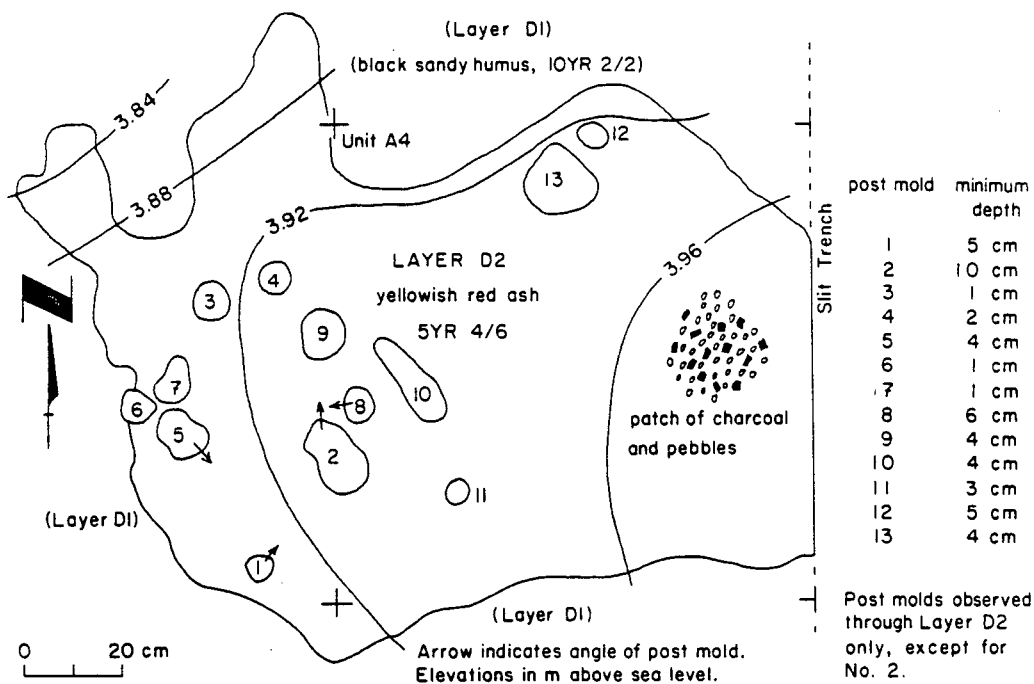 (Layer D1)
(black sandy humus, 10YR 2/2)
3.84
Unit A4
12
13
3.88
3.92
3.96
LAYER D2
yellowish red ash
5YR 4/6
4
3
9
7
6
5
8
10
2
11
1
patch of charcoal
and pebbles
Slit Trench
(Layer D1)
(Layer D1)
0 20 cm
Arrow indicates angle of post mold.
Elevations in m above sea level.
post mold minimum
depth
1 5 cm
2 10 cm
3 1 cm
4 2 cm
5 4 cm
6 1 cm
7 1 cm
8 6 cm
9 4 cm
10 4 cm
11 3 cm
12 5 cm
13 4 cm
Post molds observed
through Layer D2
only, except for
No. 2.